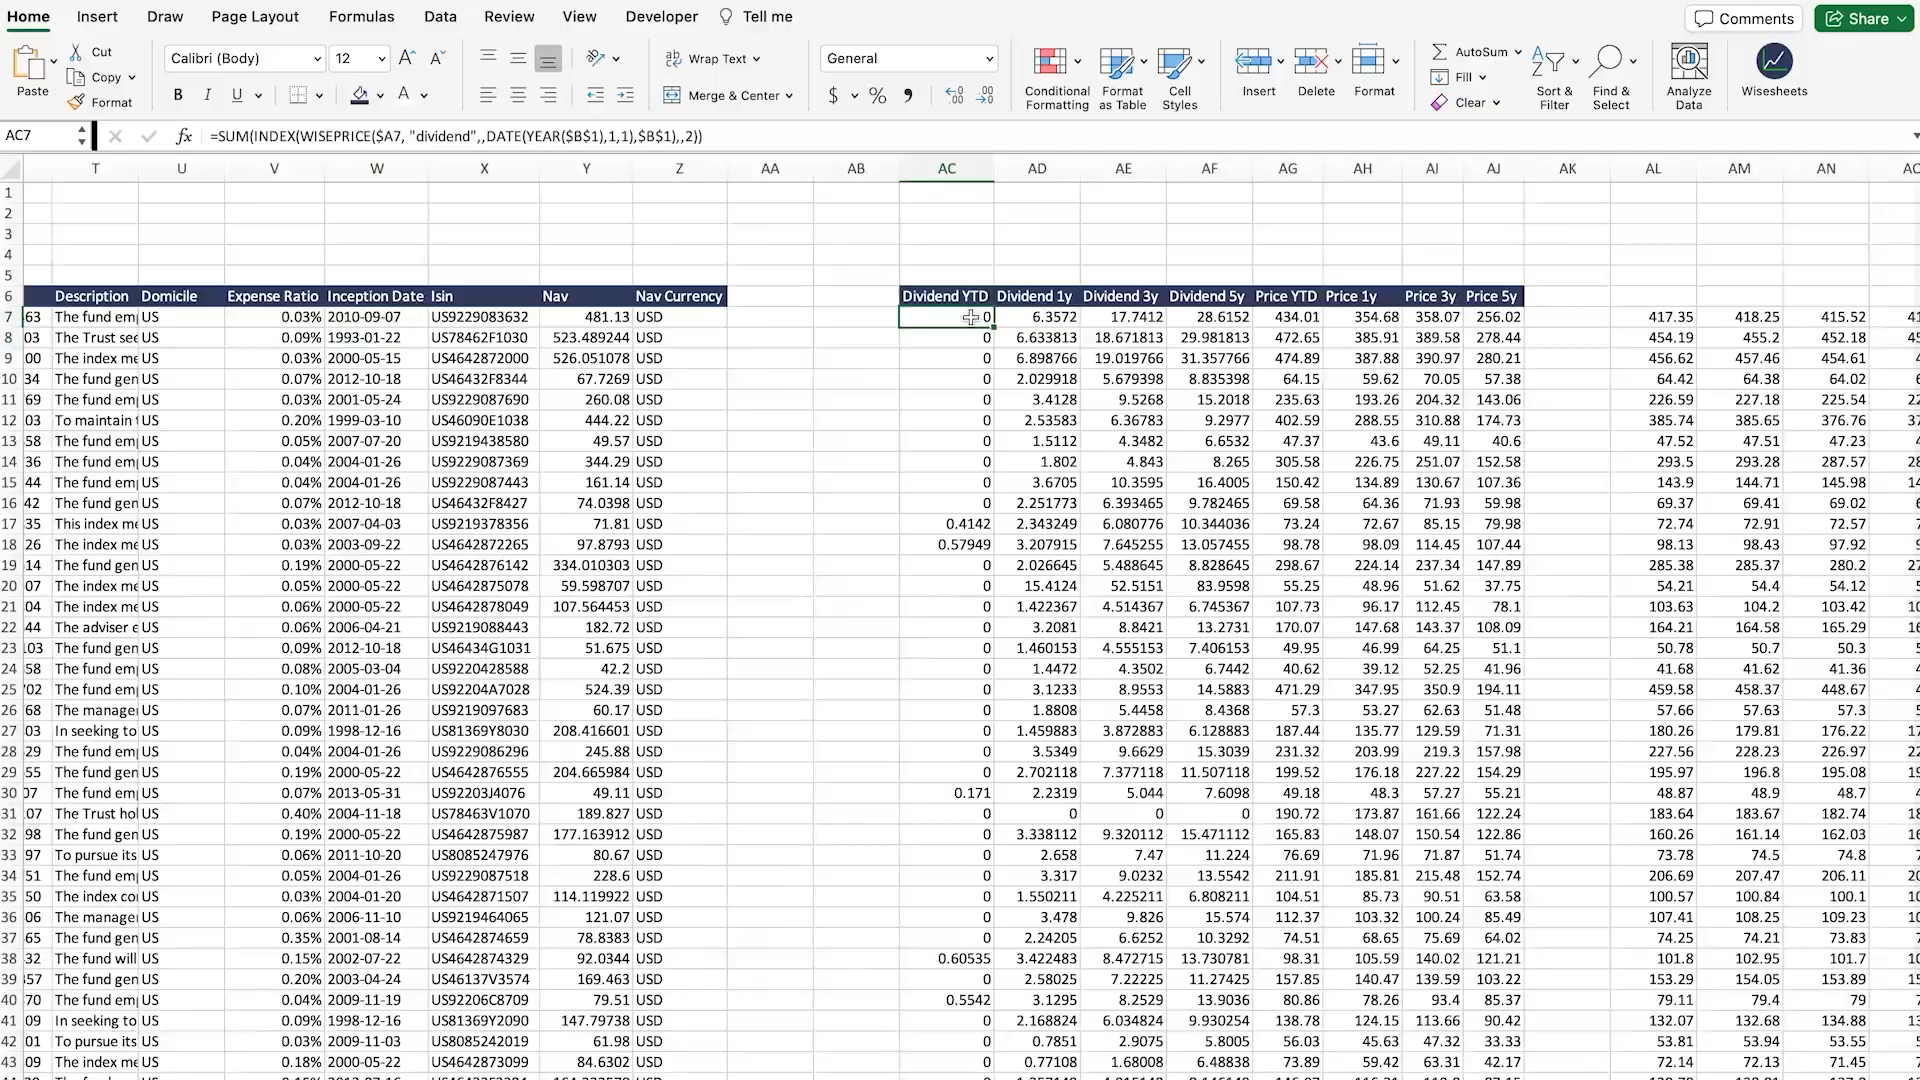 Home Insert Draw Page Layout Formulas Data Review View Developer Tell me Comments Share
Paste Cut Copy Format
Calibri (Body) 12 A^ A˅
B I U A
ab Wrap Text
Merge & Center
General
$ % 9
Conditional Formatting Format as Table Cell Styles Insert Delete Format
AutoSum Fill Clear
Sort & Filter Find & Select Analyze Data Wisesheets
AC7 fx =SUM(INDEX(WISEPRICE($A7, "dividend",,DATE(YEAR($B$1),1,1),$B$1),,2))
T U V W X Y Z AA AB AC AD AE AF AG AH AI AJ AK AL AM AN
1
2
3
4
5
6 Description Domicile Expense Ratio Inception Date Isin Nav Nav Currency Dividend YTD Dividend 1y Dividend 3y Dividend 5y Price YTD Price 1y Price 3y Price 5y
7 63 The fund em US 0.03% 2010-09-07 US9229083632 481.13 USD 0 6.3572 17.7412 28.6152 434.01 354.68 358.07 256.02 417.35 418.25 415.52
8 03 The Trust see US 0.09% 1993-01-22 US78462F1030 523.489244 USD 0 6.633813 18.671813 29.981813 472.65 385.91 389.58 278.44 454.19 455.2 452.18
9 00 The index me US 0.03% 2000-05-15 US4642872000 526.051078 USD 0 6.898766 19.019766 31.357766 474.89 387.88 390.97 280.21 456.62 457.46 454.61
10 34 The fund gen US 0.07% 2012-10-18 US46432F8344 67.7269 USD 0 2.029918 5.679398 8.835398 64.15 59.62 70.05 57.38 64.42 64.38 64.02
11 69 The fund em US 0.03% 2001-05-24 US9229087690 260.08 USD 0 3.4128 9.5268 15.2018 235.63 193.26 204.32 143.06 226.59 227.18 225.54
12 03 To maintain US 0.20% 1999-03-10 US46090E1038 444.22 USD 0 2.53583 6.36783 9.2977 402.59 288.55 310.88 174.73 385.74 385.65 376.76
13 58 The fund em US 0.05% 2007-07-20 US9219438580 49.57 USD 0 1.5112 4.3482 6.6532 47.37 43.6 49.11 40.6 47.52 47.51 47.23
14 36 The fund em US 0.04% 2004-01-26 US9229087369 344.29 USD 0 1.802 4.843 8.265 305.58 226.75 251.07 152.58 293.5 293.28 287.57
15 44 The fund em US 0.04% 2004-01-26 US9229087443 161.14 USD 0 3.6705 10.3595 16.4005 150.42 134.89 130.67 107.36 143.9 144.71 145.98
16 42 The fund gen US 0.07% 2012-10-18 US46432F8427 74.0398 USD 0 2.251773 6.393465 9.782465 69.58 64.36 71.93 59.98 69.37 69.41 69.02
17 35 This index me US 0.03% 2007-04-03 US9219378356 71.81 USD 0.4142 2.343249 6.080776 10.344036 73.24 72.67 85.15 79.98 72.74 72.91 72.57
18 26 The index me US 0.03% 2003-09-22 US4642872265 97.8793 USD 0.57949 3.207915 7.645255 13.057455 98.78 98.09 114.45 107.44 98.13 98.43 97.92
19 14 The fund gen US 0.19% 2000-05-22 US4642876142 334.010303 USD 0 2.026645 5.488645 8.828645 298.67 224.14 237.34 147.89 285.38 285.37 280.2
20 07 The index me US 0.05% 2000-05-22 US4642875078 59.598707 USD 0 15.4124 52.5151 83.9598 55.25 48.96 51.62 37.75 54.21 54.4 54.12
21 04 The index me US 0.06% 2000-05-22 US4642878049 107.564453 USD 0 1.422367 4.514367 6.745367 107.73 96.17 112.45 78.1 103.63 104.2 103.42
22 44 The adviser e US 0.06% 2006-04-21 US9219088443 182.72 USD 0 3.2081 8.8421 13.2731 170.07 147.68 143.37 108.09 164.21 164.58 165.29
23 103 The fund gen US 0.09% 2012-10-18 US46434G1031 51.675 USD 0 1.460153 4.555153 7.406153 49.95 46.99 64.25 51.1 50.78 50.7 50.3
24 58 The fund em US 0.08% 2005-03-04 US9220428588 42.2 USD 0 1.4472 4.3502 6.7442 40.62 39.12 52.25 41.96 41.68 41.62 41.36
25 02 The fund em US 0.10% 2004-01-26 US92204A7028 524.39 USD 0 3.1233 8.9553 14.5883 471.29 347.95 350.9 194.11 459.58 458.37 448.67
26 68 The manage US 0.07% 2011-01-26 US9219097683 60.17 USD 0 1.8808 5.4458 8.4368 57.3 53.27 62.63 51.48 57.66 57.63 57.3
27 03 In seeking to US 0.09% 1998-12-16 US81369Y8030 208.416601 USD 0 1.459883 3.872883 6.128883 187.44 135.77 129.59 71.31 180.26 179.81 176.22
28 29 The fund em US 0.04% 2004-01-26 US9229086296 245.88 USD 0 3.5349 9.6629 15.3039 231.32 203.99 219.3 157.98 227.56 228.23 226.97
29 55 The fund gen US 0.19% 2000-05-22 US4642876555 204.665984 USD 0 2.702118 7.377118 11.507118 199.52 176.18 227.22 154.29 195.97 196.8 195.08
30 07 The fund em US 0.07% 2013-05-31 US92203J4076 49.11 USD 0.171 2.2319 5.044 7.6098 49.18 48.3 57.27 55.21 48.87 48.9 48.7
31 07 The Trust hol US 0.40% 2004-11-18 US78463V1070 189.827 USD 0 0 0 0 190.72 173.87 161.66 122.24 183.64 183.67 182.74
32 98 The fund gen US 0.19% 2000-05-22 US4642875987 177.163912 USD 0 3.338112 9.320112 15.471112 165.83 148.07 150.54 122.86 160.26 161.14 162.03
33 97 To pursue its US 0.06% 2011-10-20 US8085247976 80.67 USD 0 2.658 7.47 11.224 76.69 71.96 71.87 51.74 73.78 74.5 74.8
34 51 The fund em US 0.05% 2004-01-26 US9229087518 228.6 USD 0 3.317 9.0232 13.5542 211.91 185.81 215.48 152.74 206.69 207.47 206.11
35 50 The index co US 0.03% 2004-01-20 US4642871507 114.119922 USD 0 1.550211 4.225211 6.808211 104.51 85.73 90.51 63.58 100.57 100.84 100.1
36 06 The manage US 0.06% 2006-11-10 US9219464065 121.07 USD 0 3.478 9.826 15.574 112.37 103.32 100.24 85.49 107.41 108.25 109.23
37 65 The fund gen US 0.35% 2001-08-14 US4642874659 78.8383 USD 0 2.24205 6.6252 10.3292 74.51 68.65 75.69 64.02 74.25 74.21 73.83
38 32 The fund will US 0.15% 2002-07-22 US4642874329 92.0344 USD 0.60535 3.422483 8.472715 13.730781 98.31 105.59 140.02 121.21 101.8 102.95 101.7
39 357 The fund gen US 0.20% 2003-04-24 US46137V3574 169.463 USD 0 2.58025 7.22225 11.27425 157.85 140.47 139.59 103.22 153.29 154.05 153.89
40 70 The fund em US 0.04% 2009-11-19 US92206C8709 79.51 USD 0.5542 3.1295 8.2529 13.9036 80.86 78.26 93.4 85.37 79.11 79.4 79
41 09 In seeking to US 0.09% 1998-12-16 US81369Y2090 147.79738 USD 0 2.168824 6.034824 9.930254 138.78 124.15 113.66 90.42 132.07 132.68 134.88
42 01 To pursue its US 0.03% 2009-11-03 US8085242019 61.98 USD 0 0.7851 2.9075 5.8005 56.03 45.63 47.32 33.33 53.81 53.94 53.55
43 09 The index me US 0.18% 2000-05-22 US4642873099 84.6302 USD 0 0.77108 1.68008 6.48838 73.89 59.42 63.31 42.17 72.14 72.13 71.45